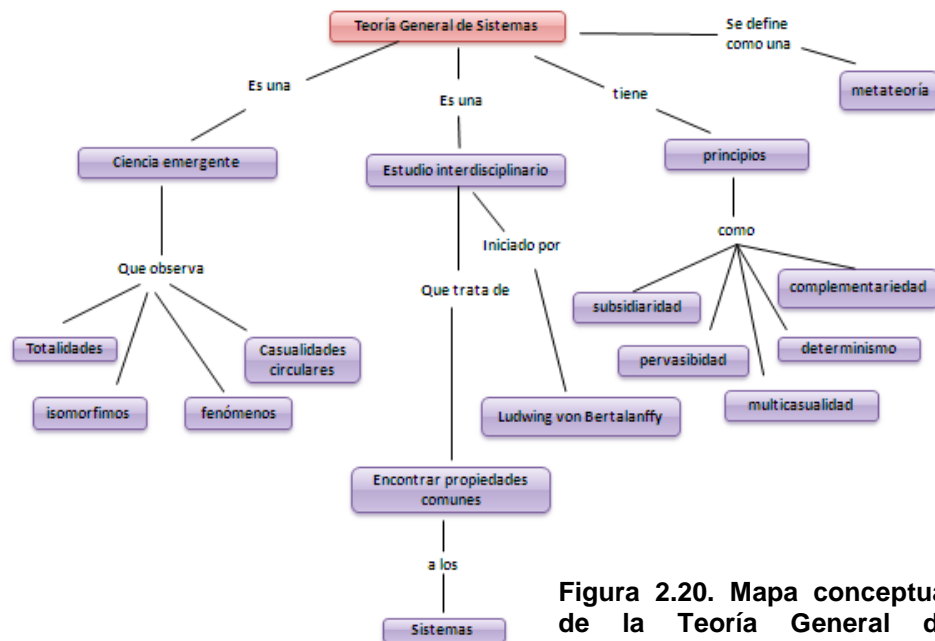 Teoría General de Sistemas
Se define
como una
metateoría
Es una
Es una
tiene
Ciencia emergente
Estudio interdisciplinario
principios
Que observa
Iniciado por
como
Que trata de
subsidiaridad
complementariedad
Totalidades
Casualidades
circulares
pervasibidad
determinismo
isomorfimos
fenómenos
multicasualidad
Ludwing von Bertalanffy
Encontrar propiedades
comunes
a los
Sistemas
Figura 2.20. Mapa conceptua
de la Teoría General d